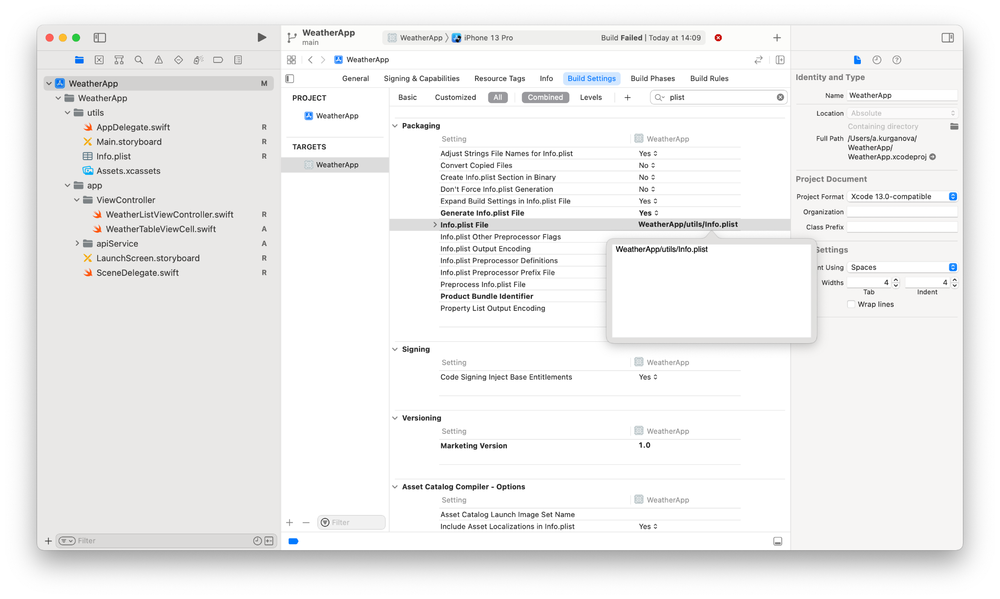 WeatherApp
main
WeatherApp
iPhone 13 Pro
Build Failed | Today at 14:09
WeatherApp
General
Signing & Capabilities
Resource Tags
Info
Build Settings
Build Phases
Build Rules
WeatherApp M
WeatherApp
utils
AppDelegate.swift R
Main.storyboard R
Info.plist R
Assets.xcassets
app
ViewController
WeatherListViewController.swift R
WeatherTableViewCell.swift A
apiService A
LaunchScreen.storyboard R
SceneDelegate.swift R
Filter
PROJECT
WeatherApp
TARGETS
WeatherApp
Filter
Basic
Customized
All
Combined
Levels
plist
Packaging
Setting WeatherApp
Adjust Strings File Names for Info.plist Yes
Convert Copied Files No
Create Info.plist Section in Binary No
Don't Force Info.plist Generation No
Expand Build Settings in Info.plist File Yes
Generate Info.plist File Yes
Info.plist File WeatherApp/utils/Info.plist
Info.plist Other Preprocessor Flags
Info.plist Output Encoding
Info.plist Preprocessor Definitions
Info.plist Preprocessor Prefix File
Preprocess Info.plist File
Product Bundle Identifier
Property List Output Encoding
WeatherApp/utils/Info.plist
Signing
Setting WeatherApp
Code Signing Inject Base Entitlements Yes
Versioning
Setting WeatherApp
Marketing Version 1.0
Asset Catalog Compiler - Options
Setting WeatherApp
Asset Catalog Launch Image Set Name
Include Asset Localizations in Info.plist Yes
Identity and Type
Name WeatherApp
Location Absolute
Containing directory
Full Path /Users/a.kurganova/
WeatherApp/
WeatherApp.xcodeproj
Project Document
Project Format Xcode 13.0-compatible
Organization
Class Prefix
Settings
nt Using Spaces
Widths 4 4
Tab Indent
Wrap lines